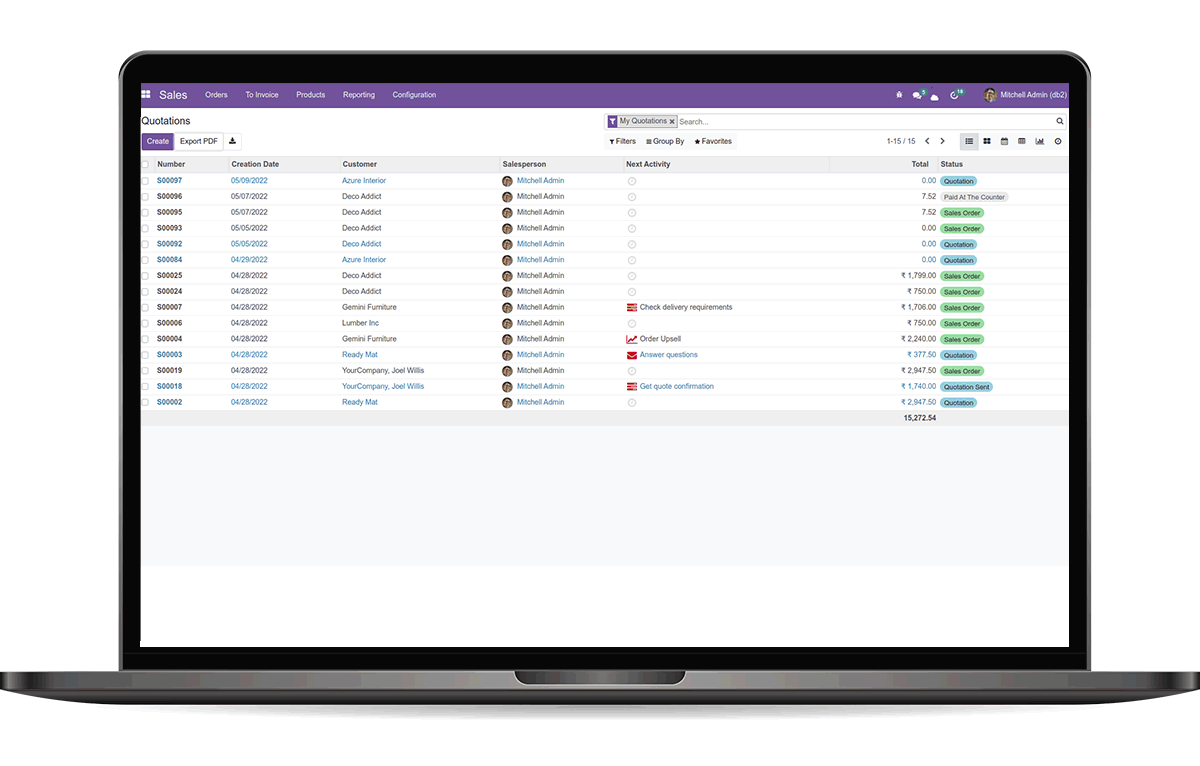 Sales Orders To Invoice Products Reporting Configuration 5 18 Mitchell Admin (db2)
Quotations My Quotations × Search...
Create Export PDF Filters Group By Favorites 1-15 / 15
Number Creation Date Customer Salesperson Next Activity Total Status
S00097 05/09/2022 Azure Interior Mitchell Admin 0.00 Quotation
S00096 05/07/2022 Deco Addict Mitchell Admin 7.52 Paid At The Counter
S00095 05/07/2022 Deco Addict Mitchell Admin 7.52 Sales Order
S00093 05/05/2022 Deco Addict Mitchell Admin 0.00 Sales Order
S00092 05/05/2022 Deco Addict Mitchell Admin 0.00 Quotation
S00084 04/29/2022 Azure Interior Mitchell Admin 0.00 Quotation
S00025 04/28/2022 Deco Addict Mitchell Admin ₹ 1,799.00 Sales Order
S00024 04/28/2022 Deco Addict Mitchell Admin ₹ 750.00 Sales Order
S00007 04/28/2022 Gemini Furniture Mitchell Admin Check delivery requirements ₹ 1,706.00 Sales Order
S00006 04/28/2022 Lumber Inc Mitchell Admin ₹ 750.00 Sales Order
S00004 04/28/2022 Gemini Furniture Mitchell Admin Order Upsell ₹ 2,240.00 Sales Order
S00003 04/28/2022 Ready Mat Mitchell Admin Answer questions ₹ 377.50 Quotation
S00019 04/28/2022 YourCompany, Joel Willis Mitchell Admin ₹ 2,947.50 Sales Order
S00018 04/28/2022 YourCompany, Joel Willis Mitchell Admin Get quote confirmation ₹ 1,740.00 Quotation Sent
S00002 04/28/2022 Ready Mat Mitchell Admin ₹ 2,947.50 Quotation
15,272.54